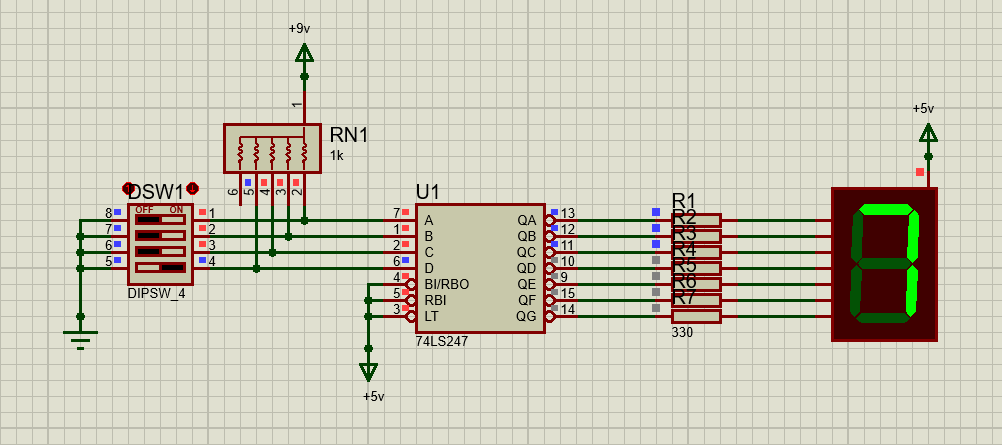 +9v
+5v
1
RN1
1k
6
5
4
3
2
DSW1
OFF ON
8 1
7 2
6 3
5 4
DIPSW_4
U1
7 A QA 13
1 B QB 12
2 C QC 11
6 D QD 10
4 BI/RBO QE 9
5 RBI QF 15
3 LT QG 14
74LS247
R1
R2
R3
R4
R5
R6
R7
330
+5v